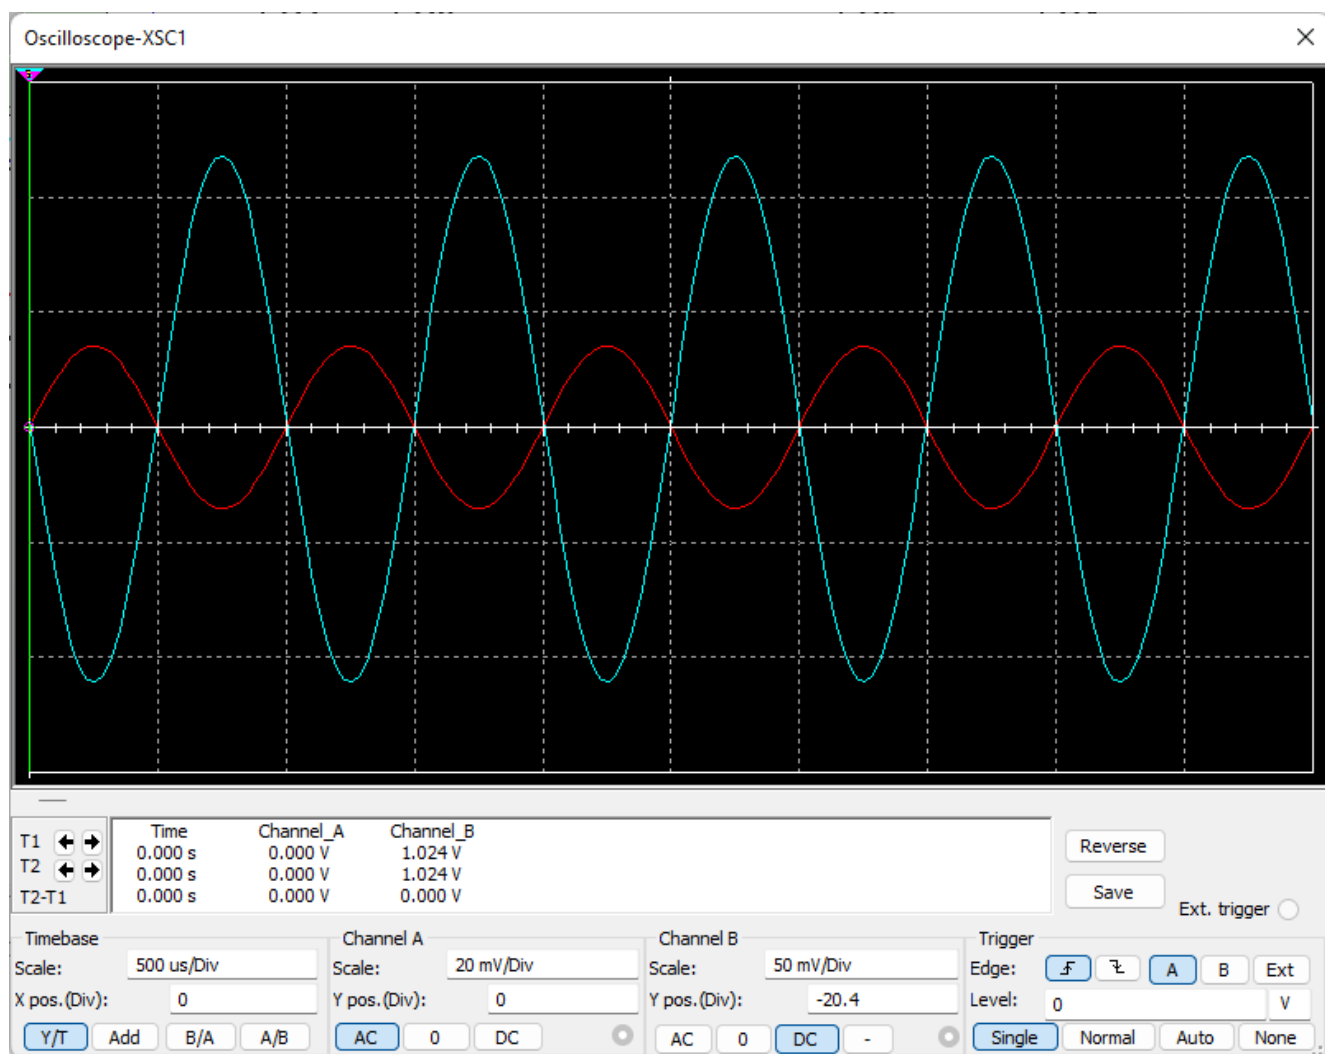 Oscilloscope-XSC1
Time Channel_A Channel_B
T1 0.000 s 0.000 V 1.024 V
T2 0.000 s 0.000 V 1.024 V
T2-T1 0.000 s 0.000 V 0.000 V
Reverse
Save
Ext. trigger
Timebase
Scale: 500 us/Div
X pos.(Div): 0
Y/T Add B/A A/B
Channel A
Scale: 20 mV/Div
Y pos.(Div): 0
AC 0 DC
Channel B
Scale: 50 mV/Div
Y pos.(Div): -20.4
AC 0 DC -
Trigger
Edge: A B Ext
Level: 0 V
Single Normal Auto None